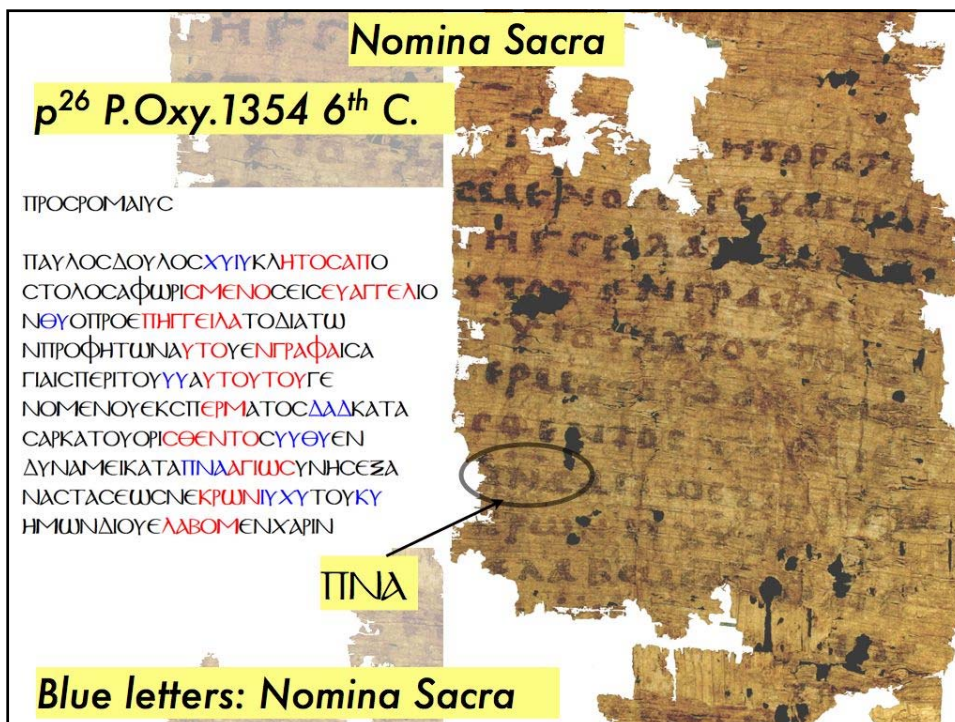 Nomina Sacra
p²⁶ P.Oxy.1354 6ᵗʰ C.
ΠΡΟϹΡΟΜΑΙΥϹ
ΠΑΥΛΟϹΔΟΥΛΟϹΧΥΙΥΚΛΗΤΟϹΑΠΟ
ϹΤΟΛΟϹΑΦΩΡΙϹΜΕΝΟϹΕΙϹΕΥΑΓΓΕΛΙΟ
ΝΘΥΟΠΡΟΕΠΗΓΓΕΙΛΑΤΟΔΙΑΤΩ
ΝΠΡΟΦΗΤΩΝΑΥΤΟΥΕΝΓΡΑΦΑΙϹΑ
ΓΙΑΙϹΠΕΡΙΤΟΥΥΥΑΥΤΟΥΤΟΥΓΕ
ΝΟΜΕΝΟΥΕΚϹΠΕΡΜΑΤΟϹΔΑΔΚΑΤΑ
ϹΑΡΚΑΤΟΥΟΡΙϹΘΕΝΤΟϹΥΥΘΥΕΝ
ΔΥΝΑΜΕΙΚΑΤΑΠΝΑΑΓΙΩϹΥΝΗϹΕΞΑ
ΝΑϹΤΑϹΕΩϹΝΕΚΡΩΝΙΥΧΥΤΟΥΚΥ
ΗΜΩΝΔΙΟΥΕΛΑΒΟΜΕΝΧΑΡΙΝ
ΠΝΑ
Blue letters: Nomina Sacra